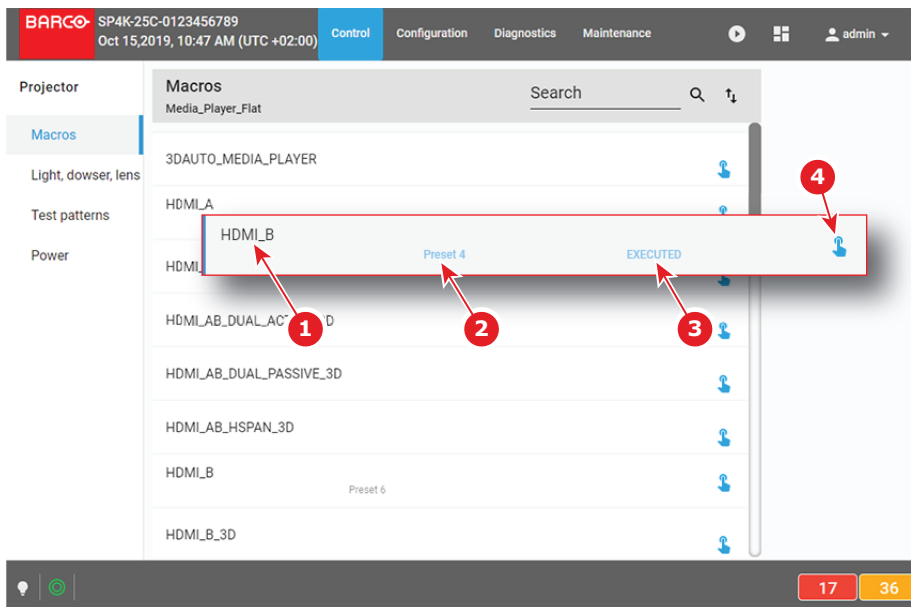 BARCO
SP4K-25C-0123456789
Oct 15,2019, 10:47 AM (UTC +02:00)
Control
Configuration
Diagnostics
Maintenance
admin
Projector
Macros
Light, dowser, lens
Test patterns
Power
Macros
Media_Player_Flat
Search
3DAUTO_MEDIA_PLAYER
HDMI_A
HDMI_B
Preset 4
EXECUTED
4
1
2
3
HDMI_
HDMI_AB_DUAL_AC
D
HDMI_AB_DUAL_PASSIVE_3D
HDMI_AB_HSPAN_3D
HDMI_B
Preset 6
HDMI_B_3D
17
36